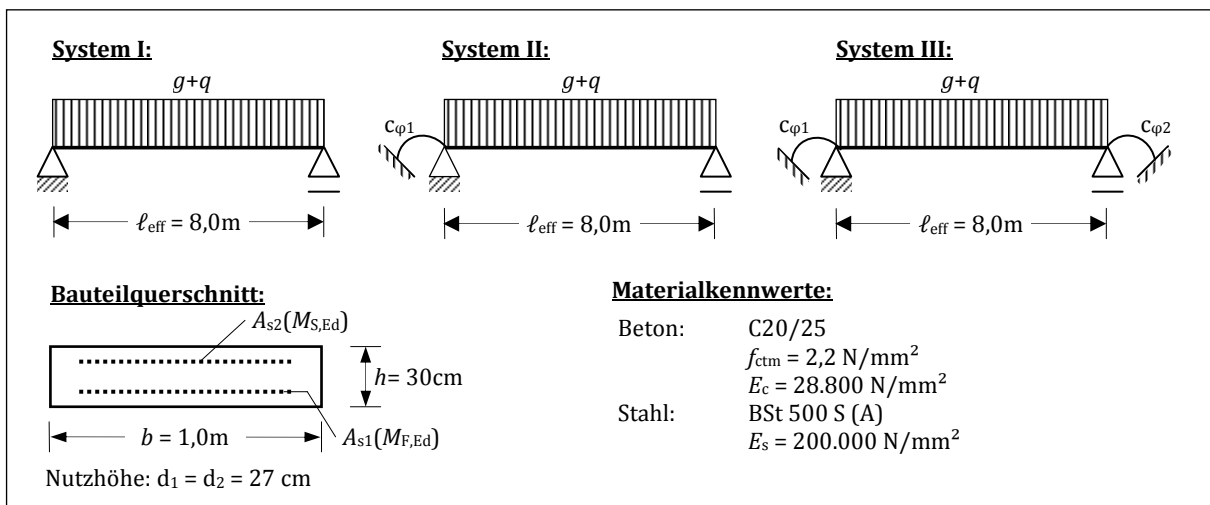 System I:
System II:
System III:
g+q
g+q
g+q
cφ1
cφ1
cφ2
ℓeff = 8,0m
ℓeff = 8,0m
ℓeff = 8,0m
Bauteilquerschnitt:
As2(MS,Ed)
h= 30cm
b = 1,0m
As1(MF,Ed)
Nutzhöhe: d1 = d2 = 27 cm
Materialkennwerte:
Beton: C20/25
fctm = 2,2 N/mm²
Ec = 28.800 N/mm²
Stahl: BSt 500 S (A)
Es = 200.000 N/mm²